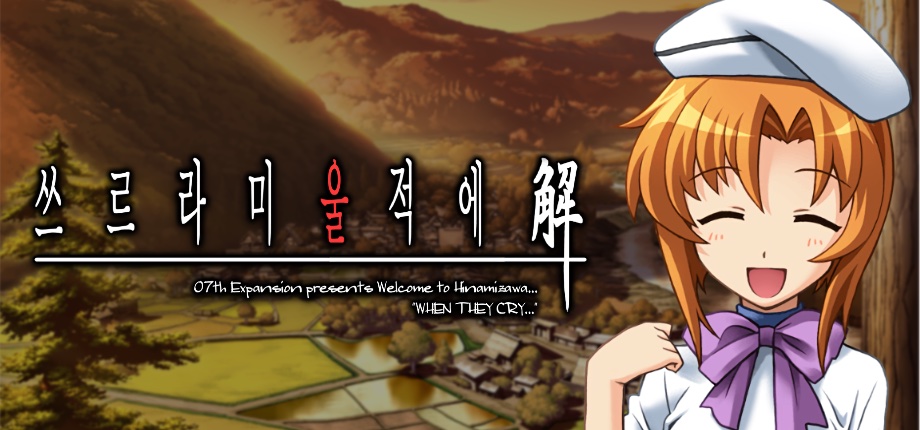 쓰르라미 울 적에 解
07th Expansion presents Welcome to Hinamizawa...
"WHEN THEY CRY..."